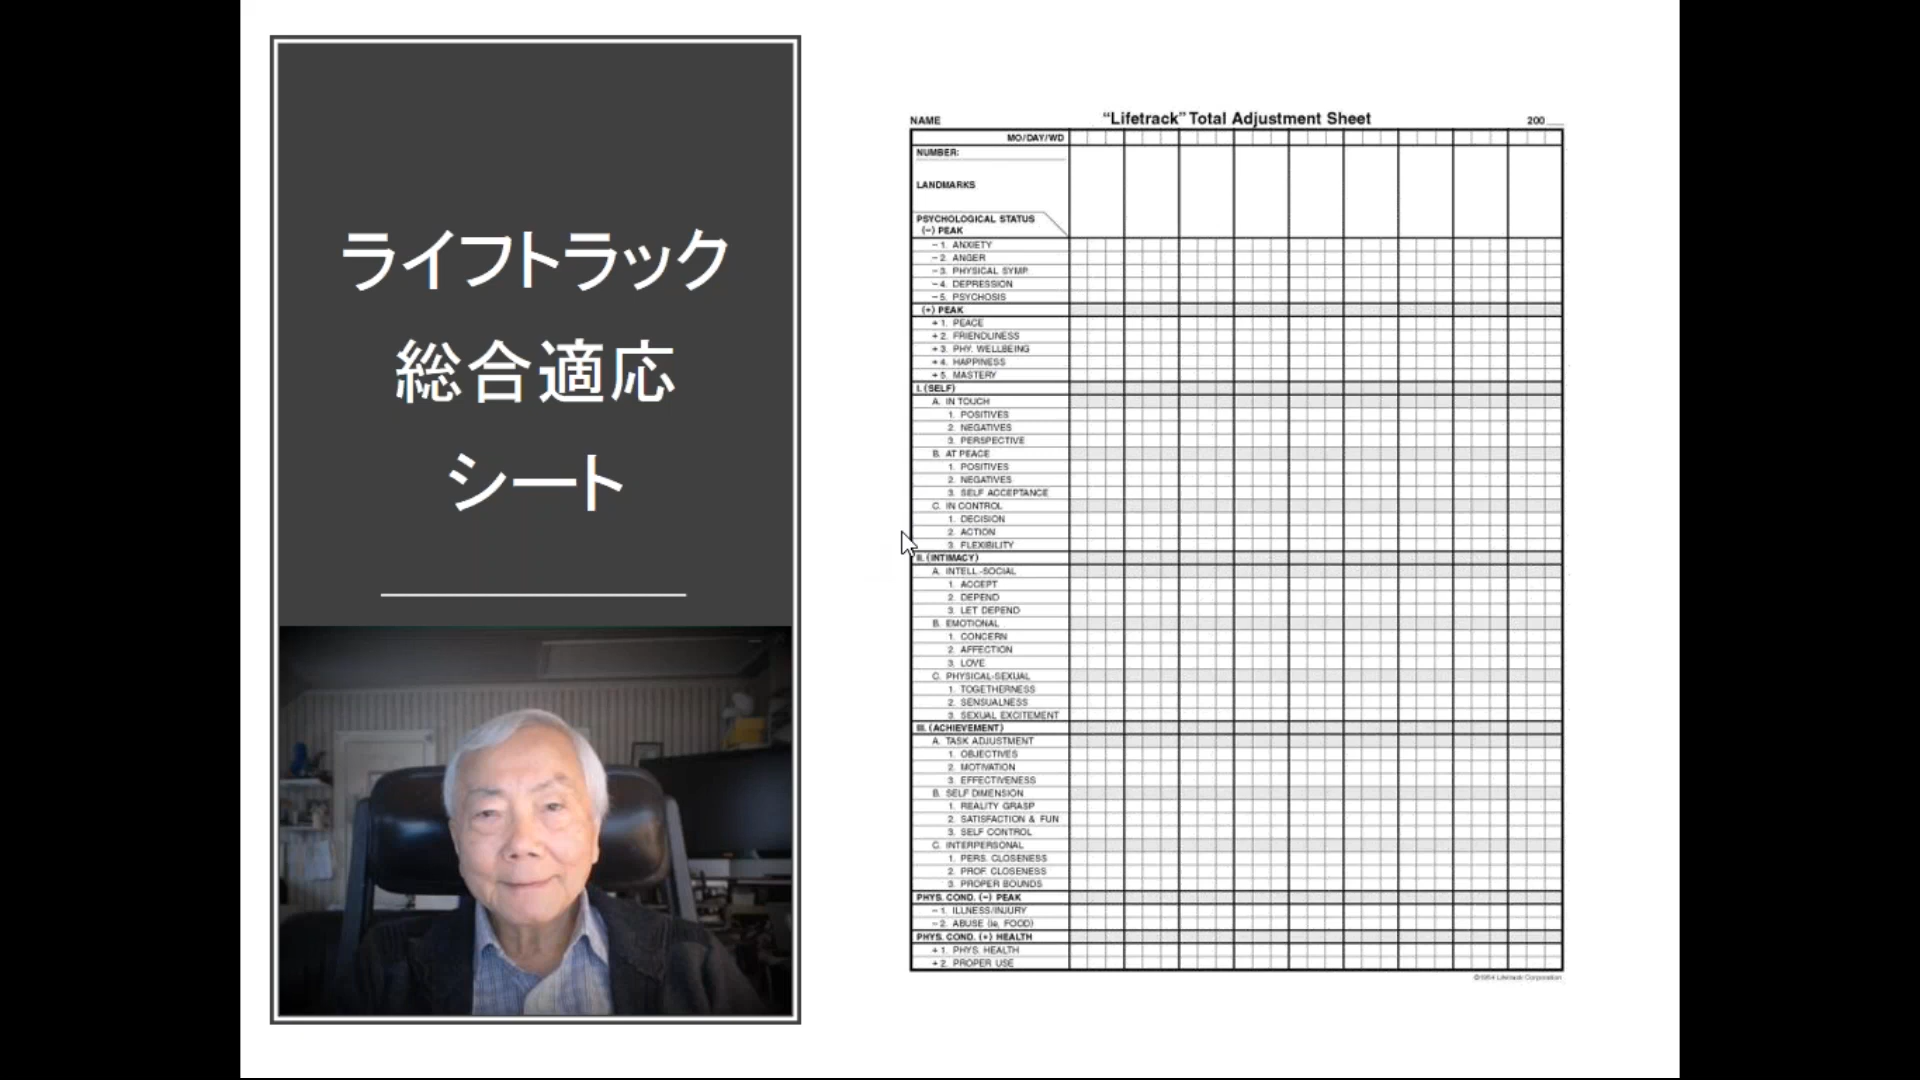 ライフトラック
総合適応
シート
NAME
“Lifetrack” Total Adjustment Sheet
200
MO/DAY/WD
NUMBER:
LANDMARKS
PSYCHOLOGICAL STATUS
(−) PEAK
−1. ANXIETY
−2. ANGER
−3. PHYSICAL SYMP.
−4. DEPRESSION
−5. PSYCHOSIS
(+) PEAK
+1. PEACE
+2. FRIENDLINESS
+3. PHY. WELLBEING
+4. HAPPINESS
+5. MASTERY
I. (SELF)
A. IN TOUCH
1. POSITIVES
2. NEGATIVES
3. PERSPECTIVE
B. AT PEACE
1. POSITIVES
2. NEGATIVES
3. SELF ACCEPTANCE
C. IN CONTROL
1. DECISION
2. ACTION
3. FLEXIBILITY
II. (INTIMACY)
A. INTELL.-SOCIAL
1. ACCEPT
2. DEPEND
3. LET DEPEND
B. EMOTIONAL
1. CONCERN
2. AFFECTION
3. LOVE
C. PHYSICAL-SEXUAL
1. TOGETHERNESS
2. SENSUALNESS
3. SEXUAL EXCITEMENT
III. (ACHIEVEMENT)
A. TASK ADJUSTMENT
1. OBJECTIVES
2. MOTIVATION
3. EFFECTIVENESS
B. SELF DIMENSION
1. REALITY GRASP
2. SATISFACTION & FUN
3. SELF CONTROL
C. INTERPERSONAL
1. PERS. CLOSENESS
2. PROF. CLOSENESS
3. PROPER BOUNDS
PHYS. COND. (−) PEAK
−1. ILLNESS/INJURY
−2. ABUSE (ie, FOOD)
PHYS. COND. (+) HEALTH
+1. PHYS. HEALTH
+2. PROPER USE
Lifetrack Corporation